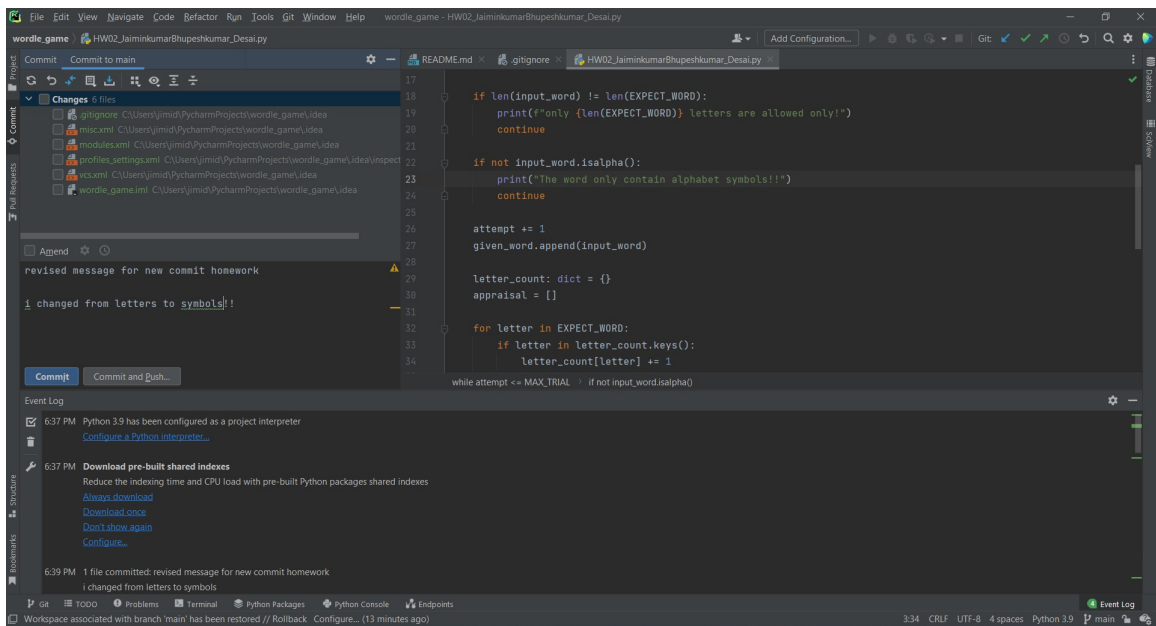 File Edit View Navigate Code Refactor Run Tools Git Window Help wordle_game - HW02_JaiminkumarBhupeshkumar_Desai.py
wordle_game HW02_JaiminkumarBhupeshkumar_Desai.py Add Configuration... Git:
Project
Commit
Pull Requests
Structure
Bookmarks
Commit Commit to main
Changes 6 files
.gitignore C:\Users\jimid\PycharmProjects\wordle_game\.idea
misc.xml C:\Users\jimid\PycharmProjects\wordle_game\.idea
modules.xml C:\Users\jimid\PycharmProjects\wordle_game\.idea
profiles_settings.xml C:\Users\jimid\PycharmProjects\wordle_game\.idea\inspect
vcs.xml C:\Users\jimid\PycharmProjects\wordle_game\.idea
wordle_game.iml C:\Users\jimid\PycharmProjects\wordle_game\.idea
Amend
revised message for new commit homework
i changed from letters to symbols!!
Commit Commit and Push...
README.md .gitignore HW02_JaiminkumarBhupeshkumar_Desai.py
17
18 if len(input_word) != len(EXPECT_WORD):
19 print(f"only {len(EXPECT_WORD)} letters are allowed only!")
20 continue
21
22 if not input_word.isalpha():
23 print("The word only contain alphabet symbols!!")
24 continue
25
26 attempt += 1
27 given_word.append(input_word)
28
29 letter_count: dict = {}
30 appraisal = []
31
32 for letter in EXPECT_WORD:
33 if letter in letter_count.keys():
34 letter_count[letter] += 1
while attempt <= MAX_TRIAL if not input_word.isalpha()
Database
SciView
Event Log
6:37 PM Python 3.9 has been configured as a project interpreter
Configure a Python interpreter...
6:37 PM Download pre-built shared indexes
Reduce the indexing time and CPU load with pre-built Python packages shared indexes
Always download
Download once
Don't show again
Configure...
6:39 PM 1 file committed: revised message for new commit homework
i changed from letters to symbols
Git TODO Problems Terminal Python Packages Python Console Endpoints 4 Event Log
Workspace associated with branch 'main' has been restored // Rollback Configure... (13 minutes ago) 3:34 CRLF UTF-8 4 spaces Python 3.9 main